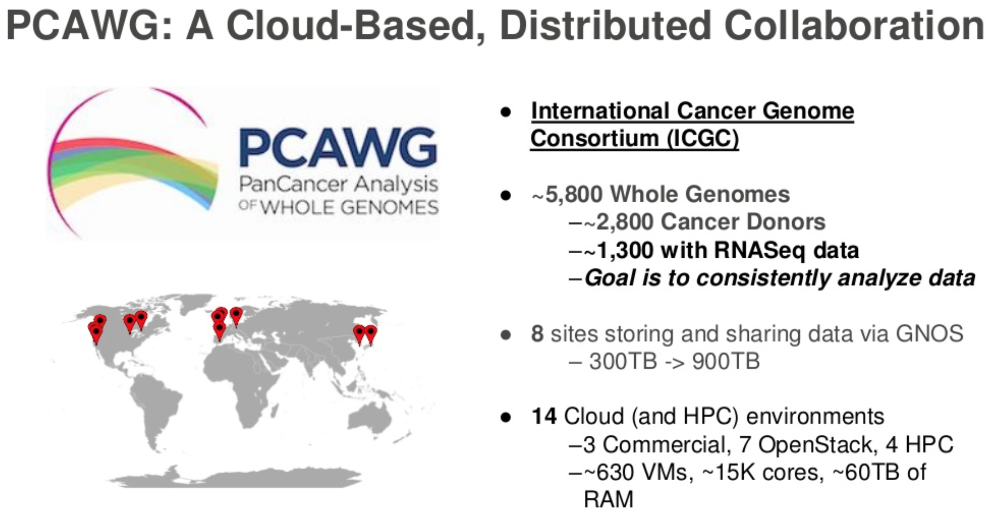 PCAWG: A Cloud-Based, Distributed Collaboration
PCAWG
PanCancer Analysis
OF WHOLE GENOMES
● International Cancer Genome
Consortium (ICGC)
● ~5,800 Whole Genomes
–~2,800 Cancer Donors
–~1,300 with RNASeq data
–Goal is to consistently analyze data
● 8 sites storing and sharing data via GNOS
– 300TB -> 900TB
● 14 Cloud (and HPC) environments
–3 Commercial, 7 OpenStack, 4 HPC
–~630 VMs, ~15K cores, ~60TB of
RAM